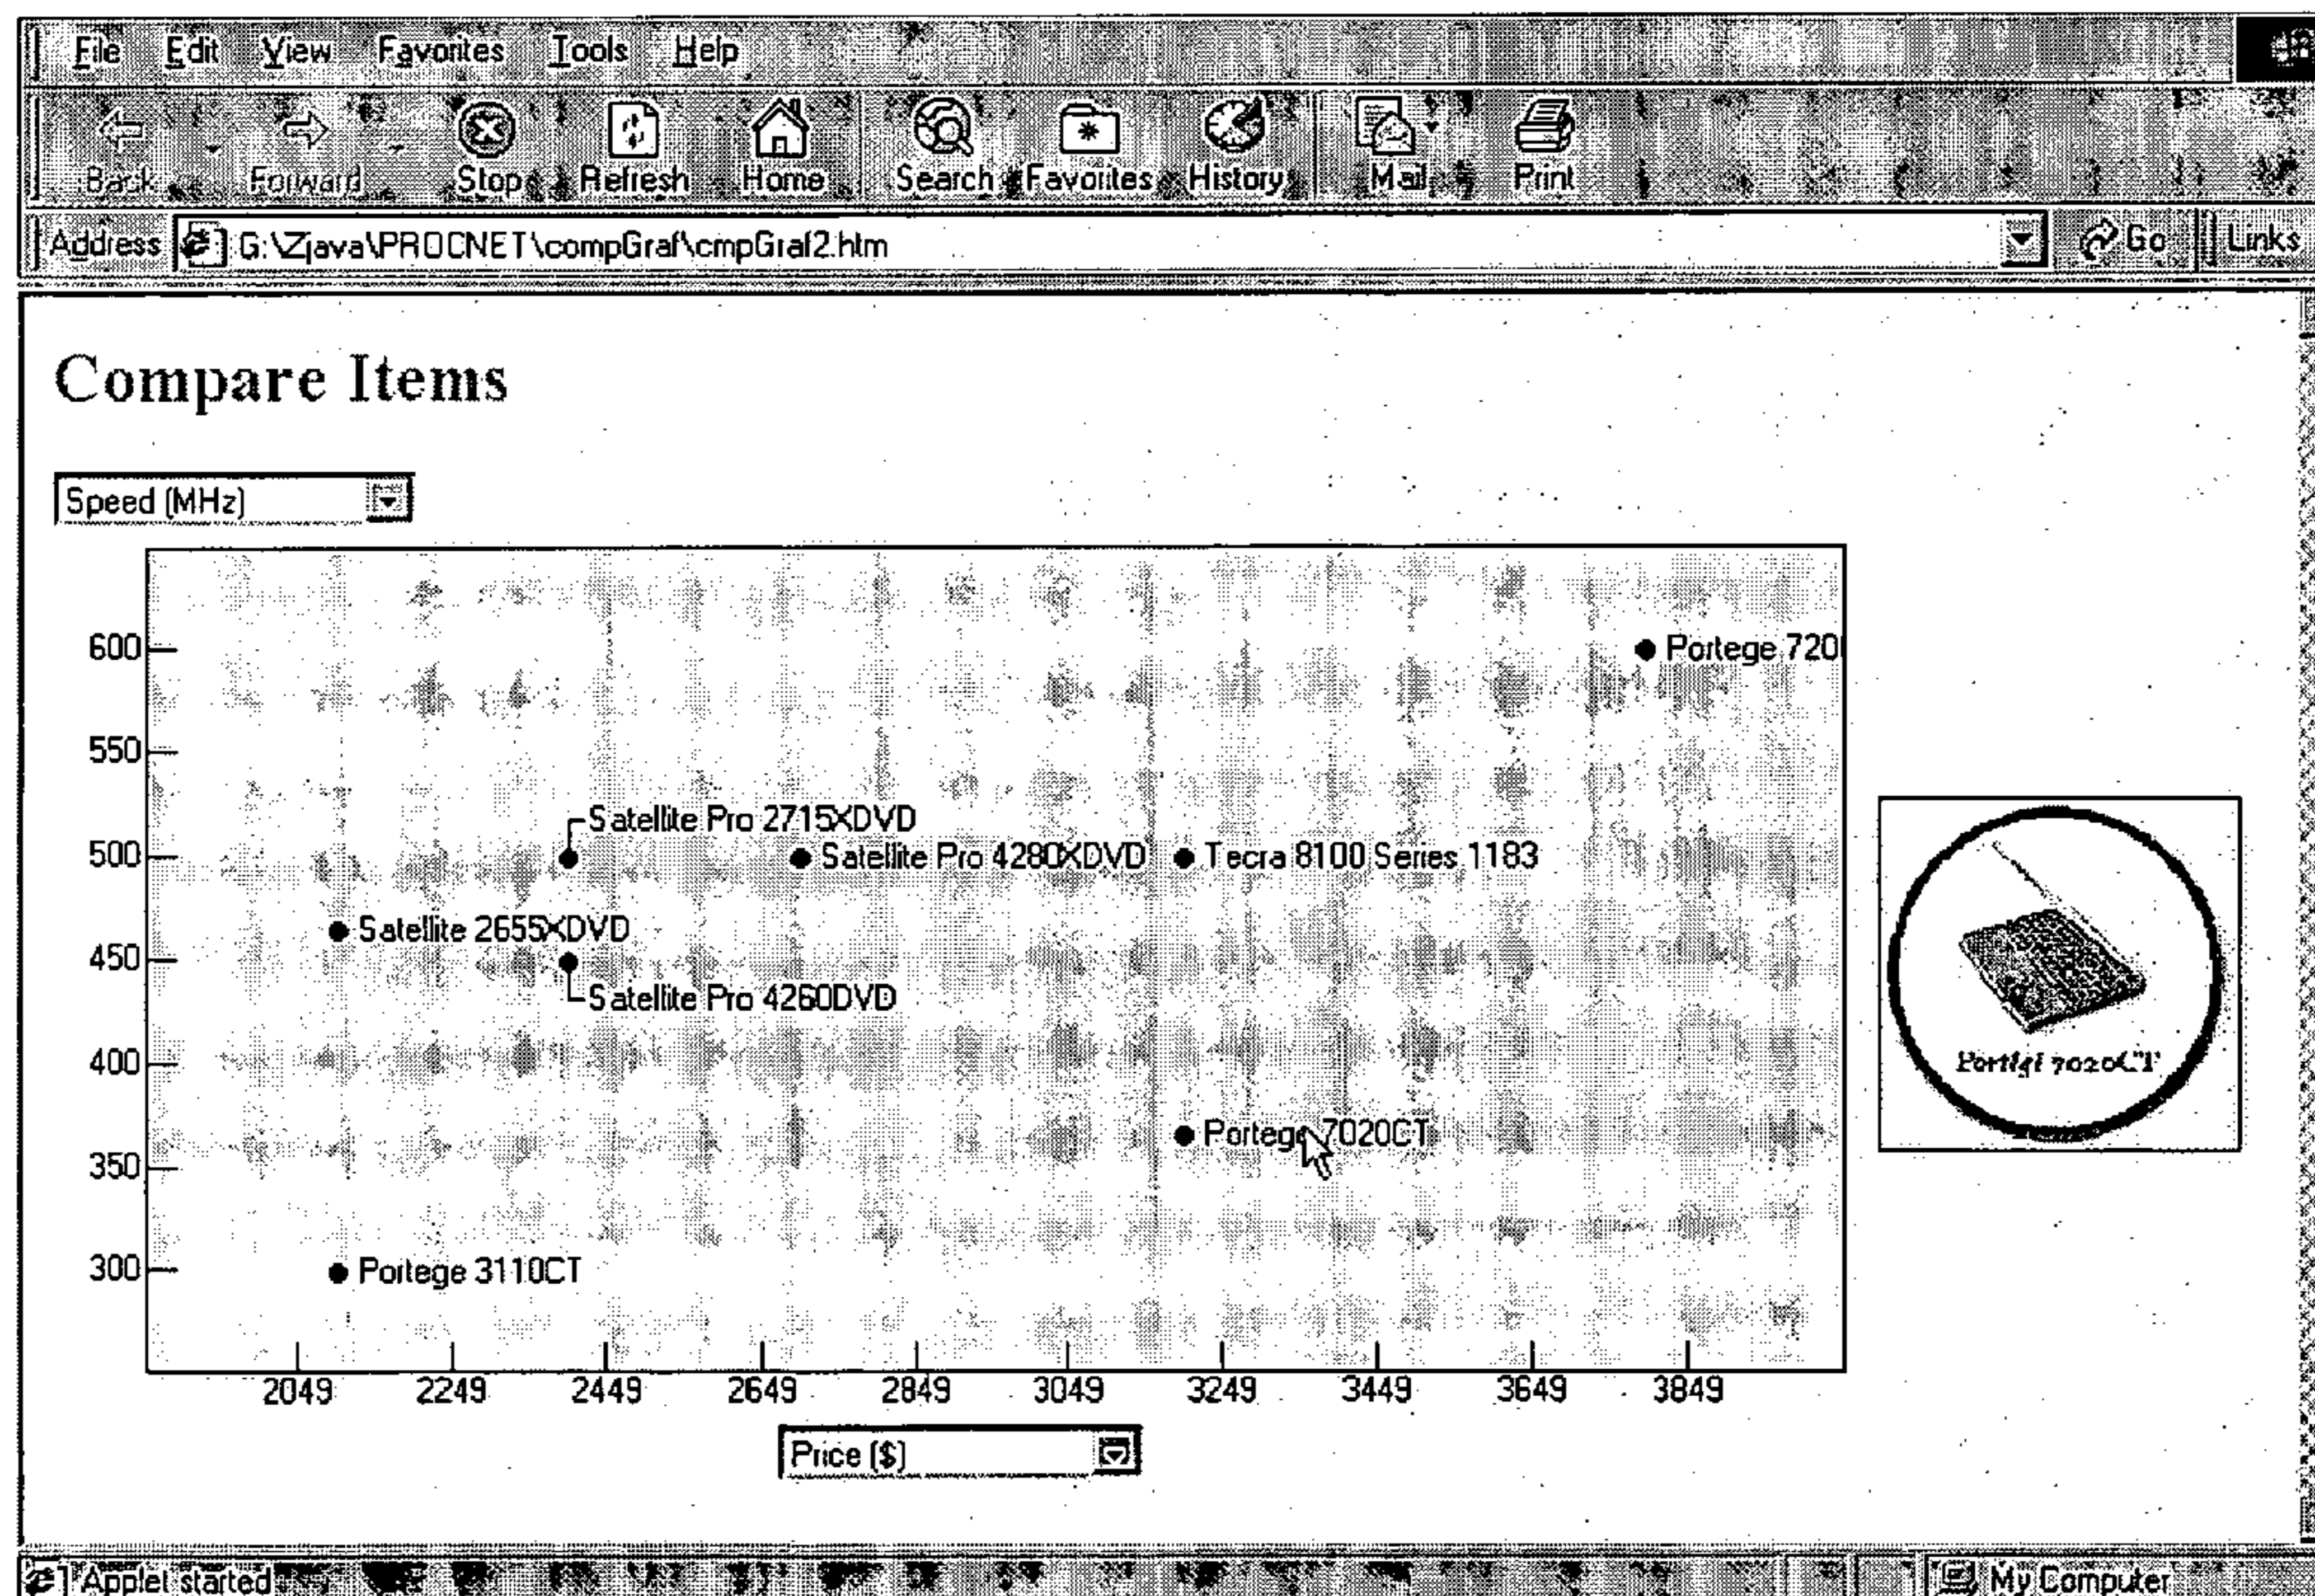 File Edit View Favorites Tools Help
Back Forward Stop Refresh Home Search Favorites History Mail Print
Address G:\Zjava\PROCNET\compGraf\cmpGraf2.htm Go Links
Compare Items
Speed (MHz)
600
Portege 720
550
Satellite Pro 2715XDVD
500
Satellite Pro 4280XDVD
Tecra 8100 Series 1183
Satellite 2655XDVD
450
Satellite Pro 4260DVD
400
7020CT
Portege 7020CT
350
300
Portege 3110CT
2049 2249 2449 2649 2849 3049 3249 3449 3649 3849
Price ($)
Applet started
My Computer